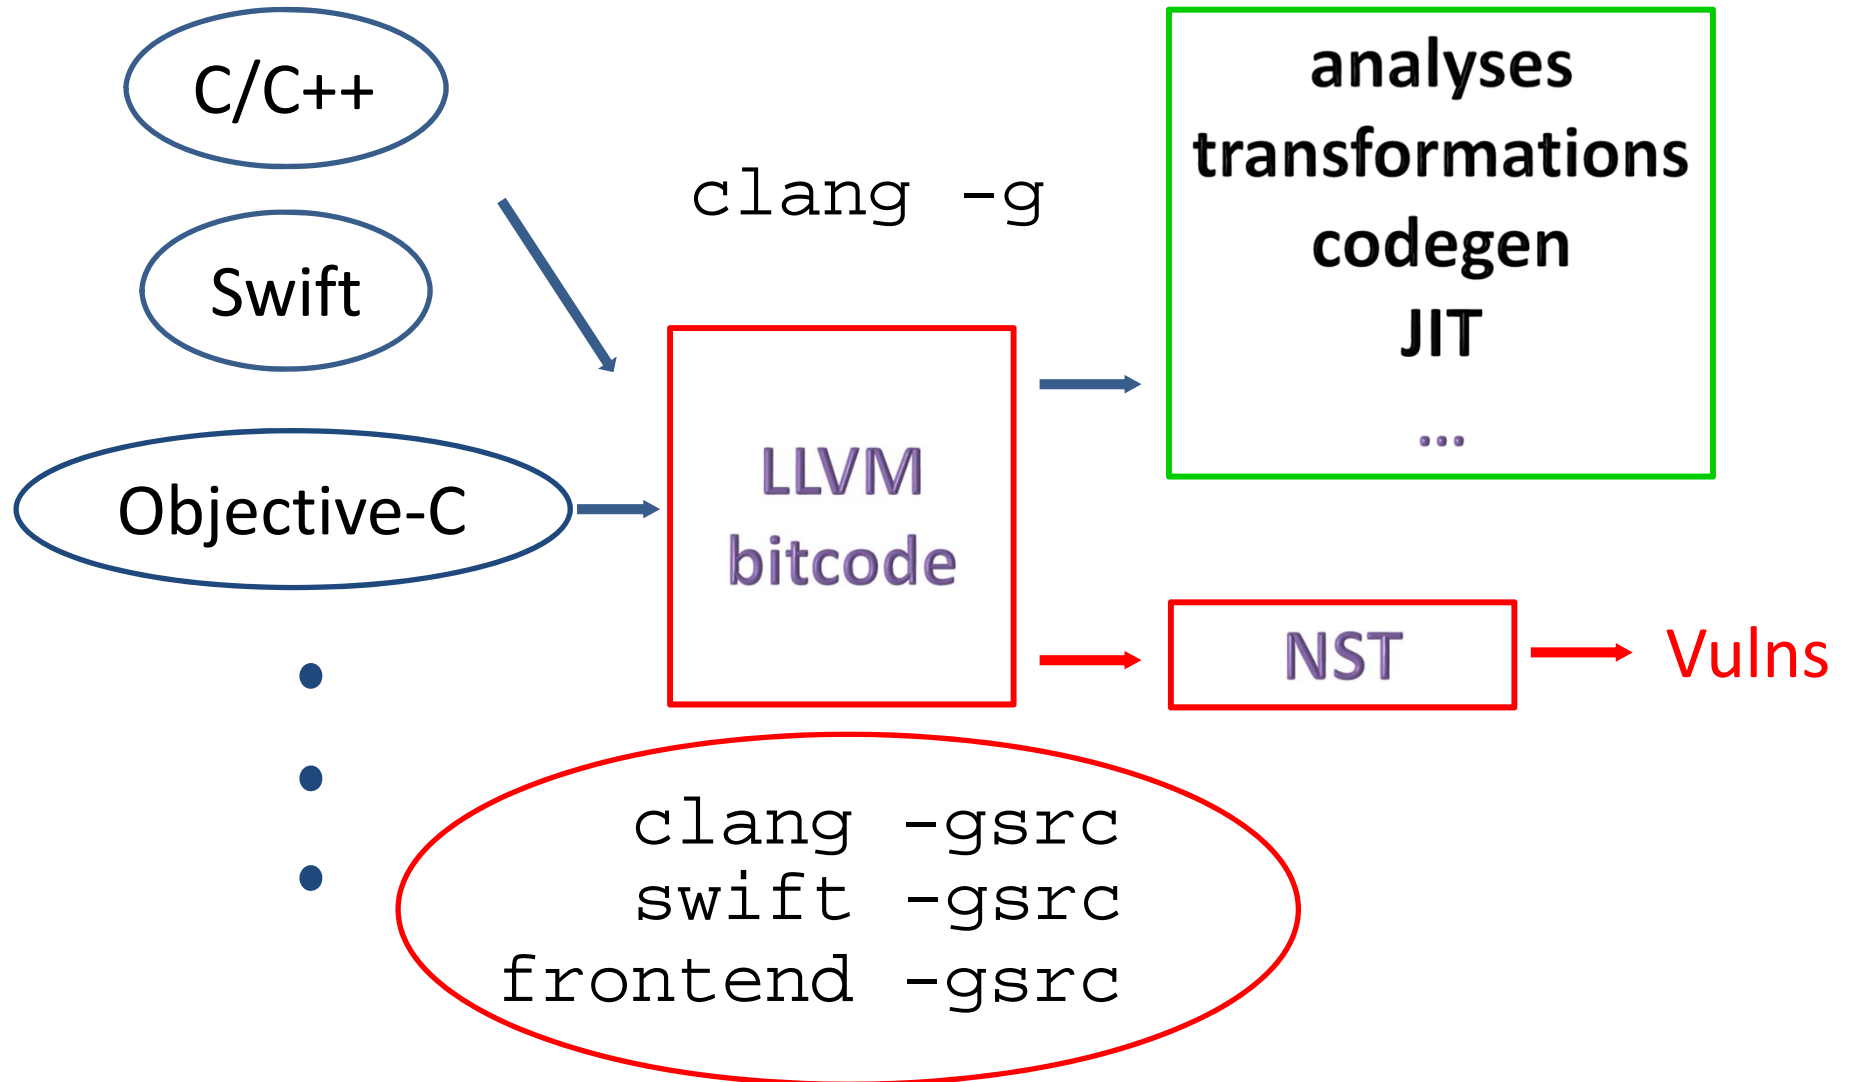 C/C++
Swift
Objective-C
clang -g
LLVM
bitcode
analyses
transformations
codegen
JIT
...
NST
Vulns
clang -gsrc
swift -gsrc
frontend -gsrc